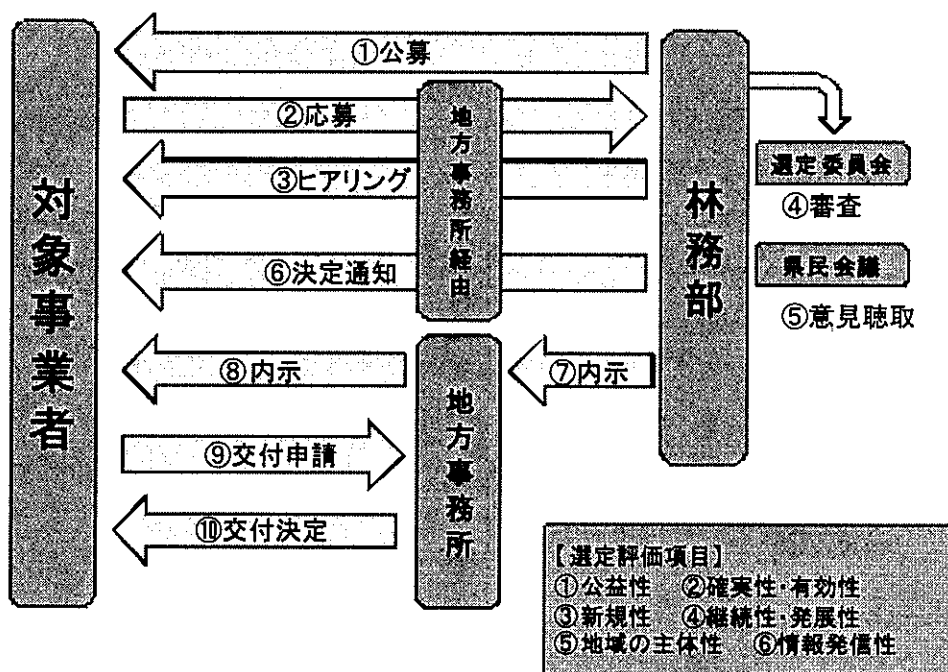 ①公募
②応募
地方事務所経由
③ヒアリング
対象事業者
林務部
選定委員会
④審査
県民会議
⑤意見聴取
⑥決定通知
⑧内示
⑦内示
地方事務所
⑨交付申請
⑩交付決定
【選定評価項目】
①公益性 ②確実性・有効性
③新規性 ④継続性・発展性
⑤地域の主体性 ⑥情報発信性